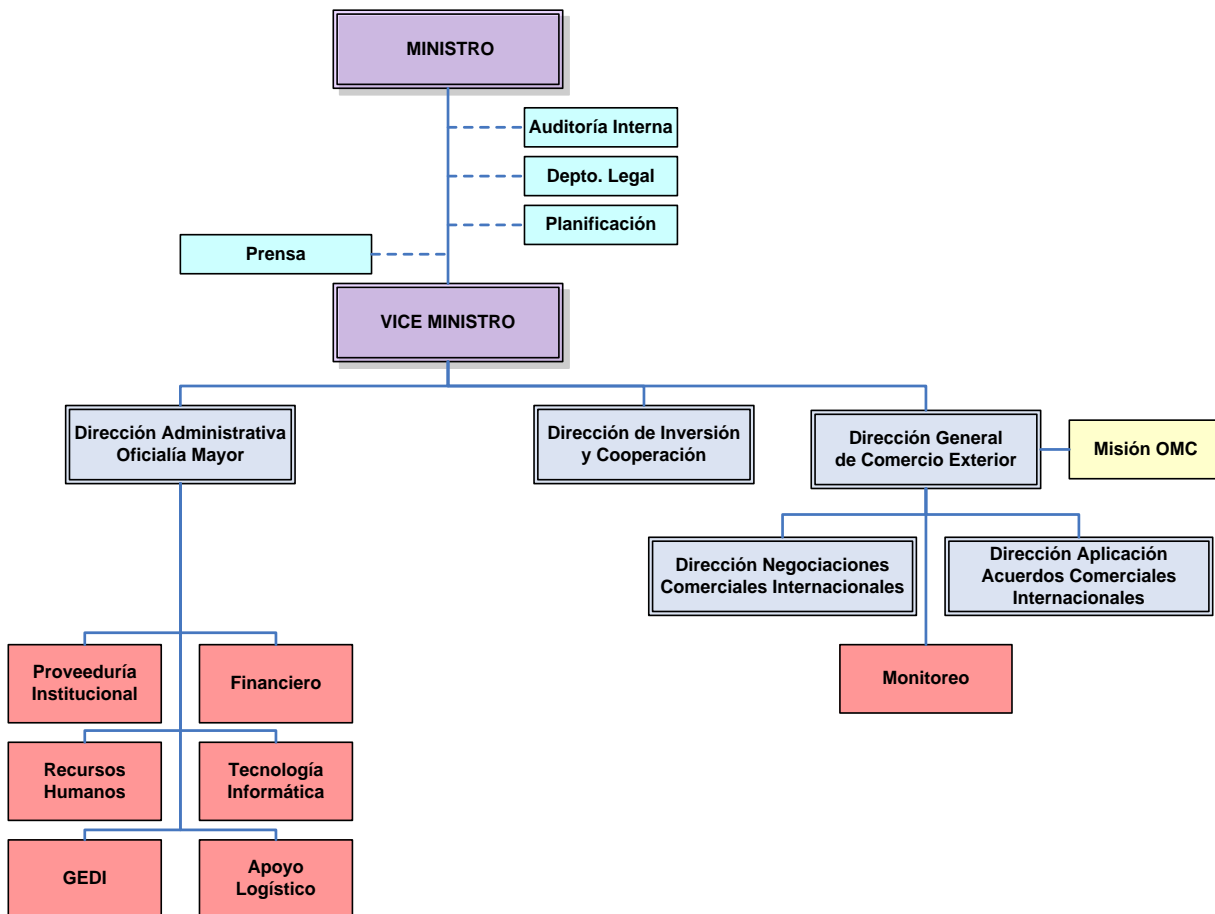 MINISTRO
Auditoría Interna
Depto. Legal
Planificación
Prensa
VICE MINISTRO
Dirección Administrativa
Oficialía Mayor
Dirección de Inversión
y Cooperación
Dirección General
de Comercio Exterior
Misión OMC
Dirección Negociaciones
Comerciales Internacionales
Dirección Aplicación
Acuerdos Comerciales
Internacionales
Proveeduría
Institucional
Financiero
Monitoreo
Recursos
Humanos
Tecnología
Informática
GEDI
Apoyo
Logístico